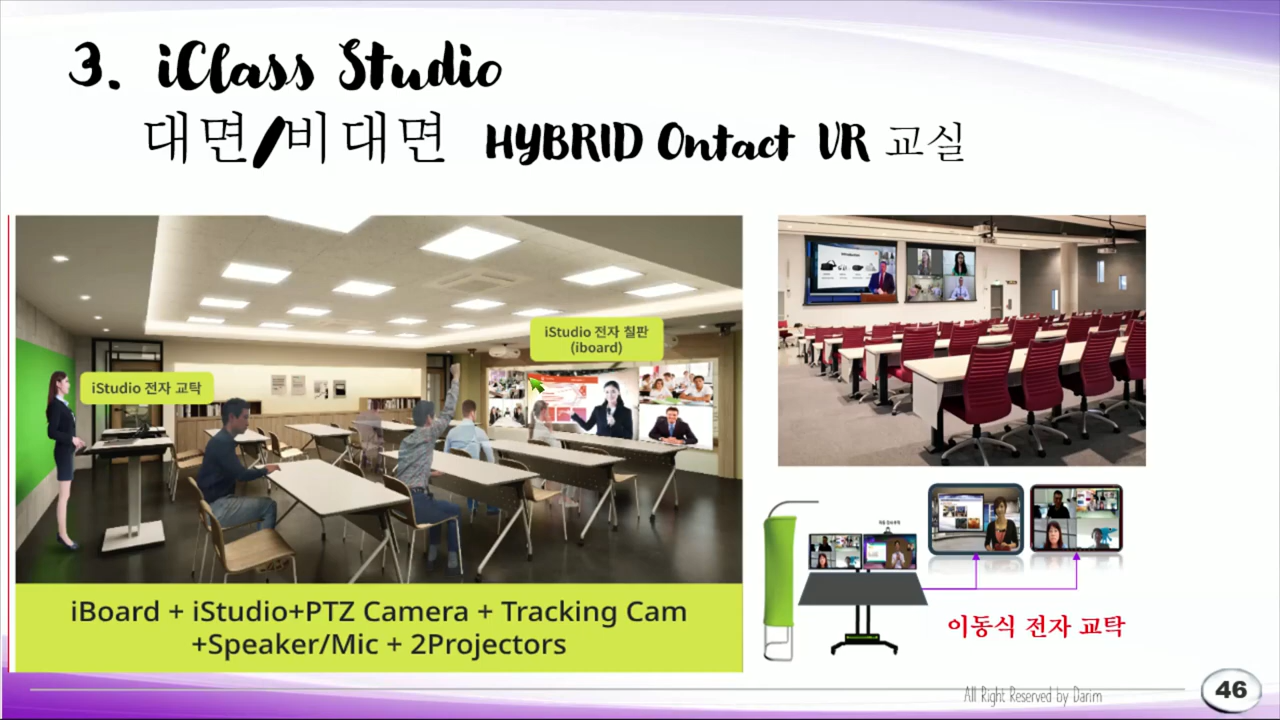 3. iClass Studio
대면/비대면 HYBRID Ontact VR 교실
iStudio 전자 교탁
iStudio 전자 칠판
(iboard)
iBoard + iStudio+PTZ Camera + Tracking Cam
+Speaker/Mic + 2Projectors
Introduction
이동식 전자 교탁
All Right Reserved by Darim
46